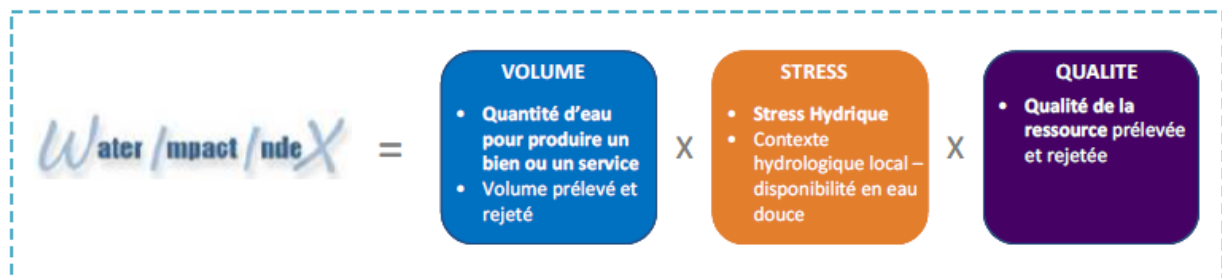 Water Impact IndeX
=
VOLUME
• Quantité d'eau
pour produire un
bien ou un service
• Volume prélevé et
rejeté
X
STRESS
• Stress Hydrique
• Contexte
hydrologique local –
disponibilité en eau
douce
X
QUALITE
• Qualité de la
ressource prélevée
et rejetée